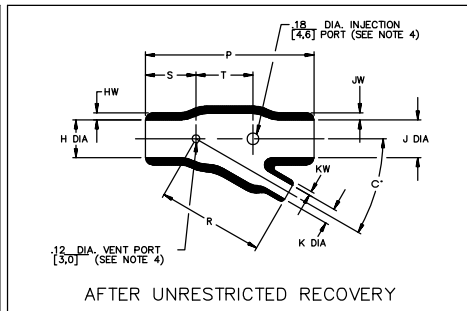 .18 DIA. INJECTION
[4,6] PORT (SEE NOTE 4)
P
S
T
HW
JW
H DIA
J DIA
KW
C°
R
K DIA
.12 DIA. VENT PORT
[3,0] (SEE NOTE 4)
AFTER UNRESTRICTED RECOVERY